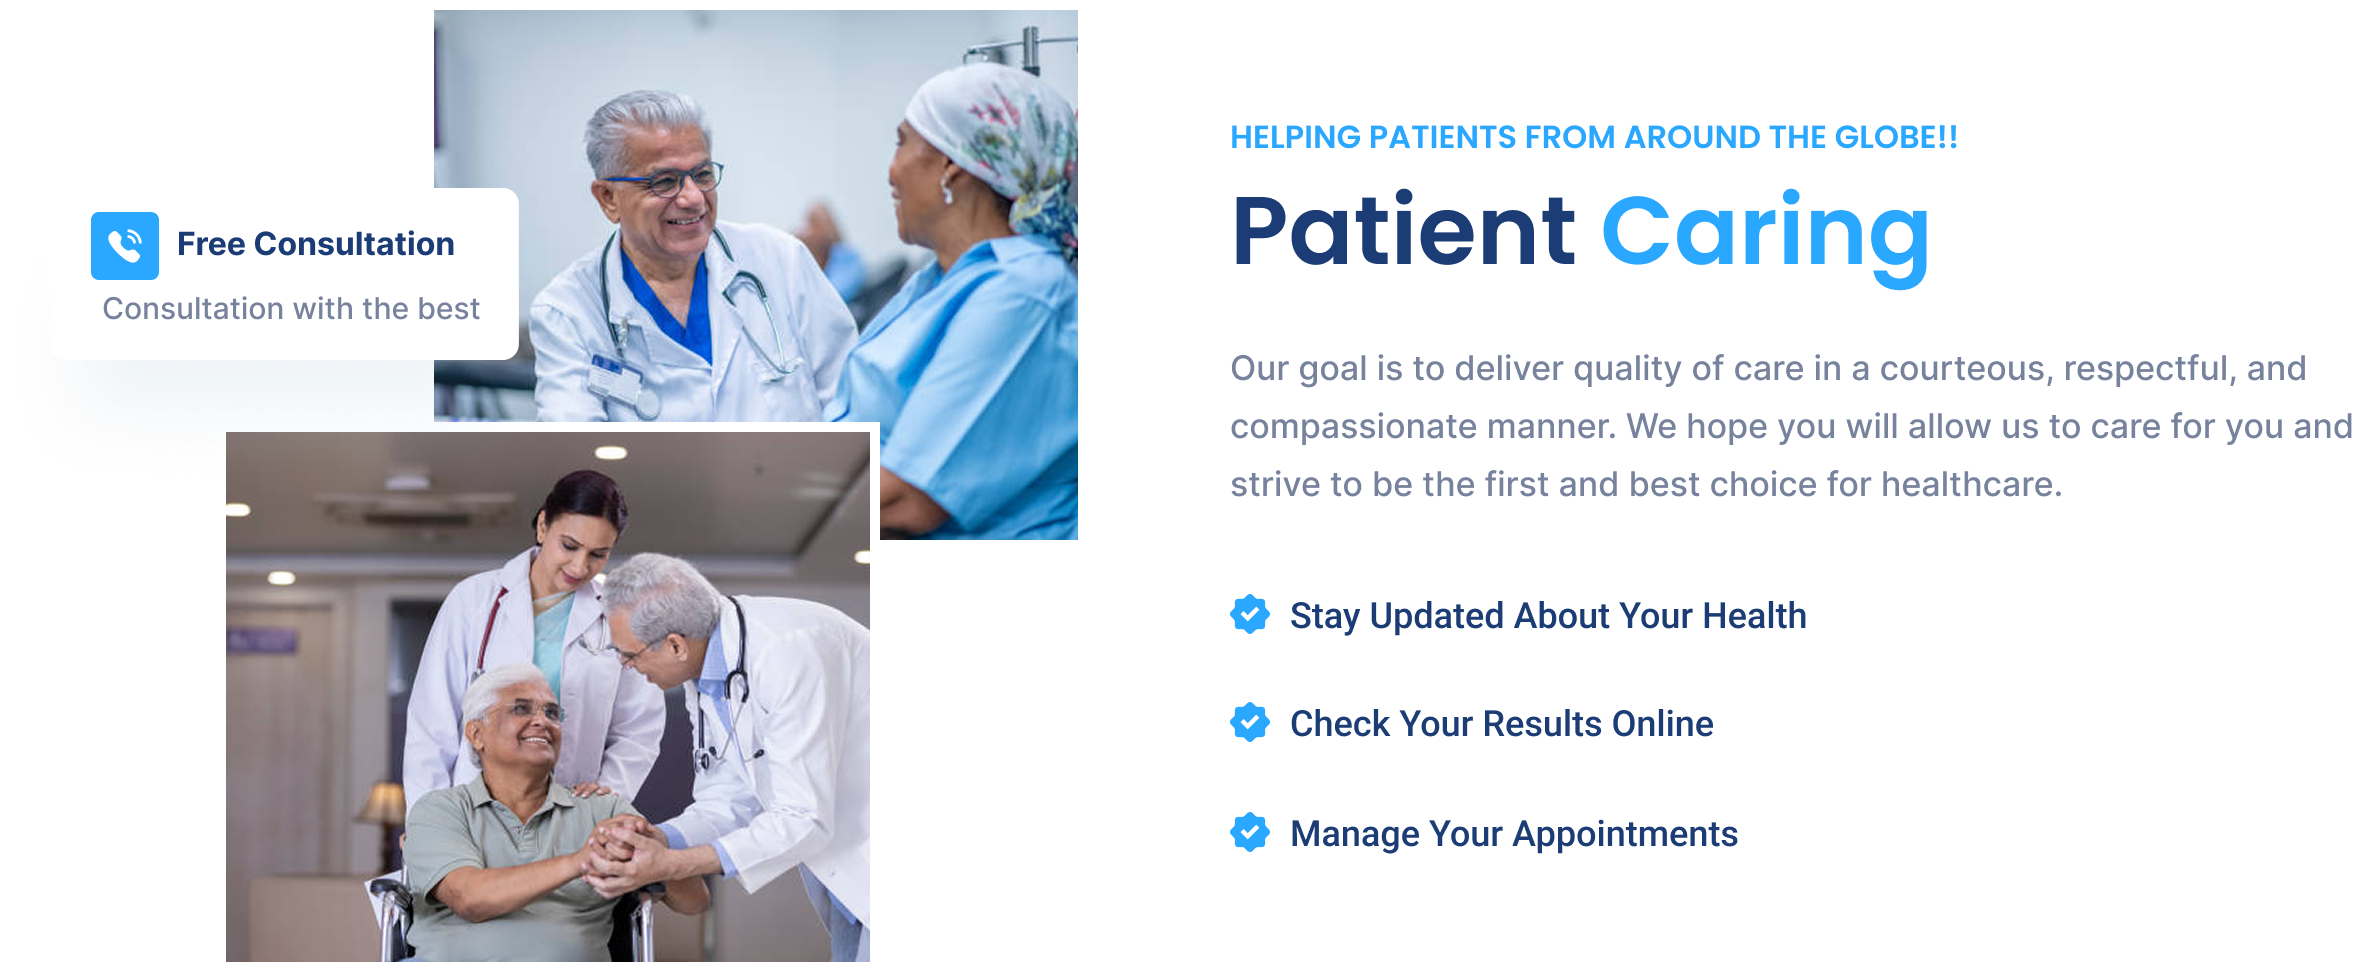 Free Consultation
Consultation with the best
HELPING PATIENTS FROM AROUND THE GLOBE!!
Patient Caring
Our goal is to deliver quality of care in a courteous, respectful, and
compassionate manner. We hope you will allow us to care for you and
strive to be the first and best choice for healthcare.
Stay Updated About Your Health
Check Your Results Online
Manage Your Appointments